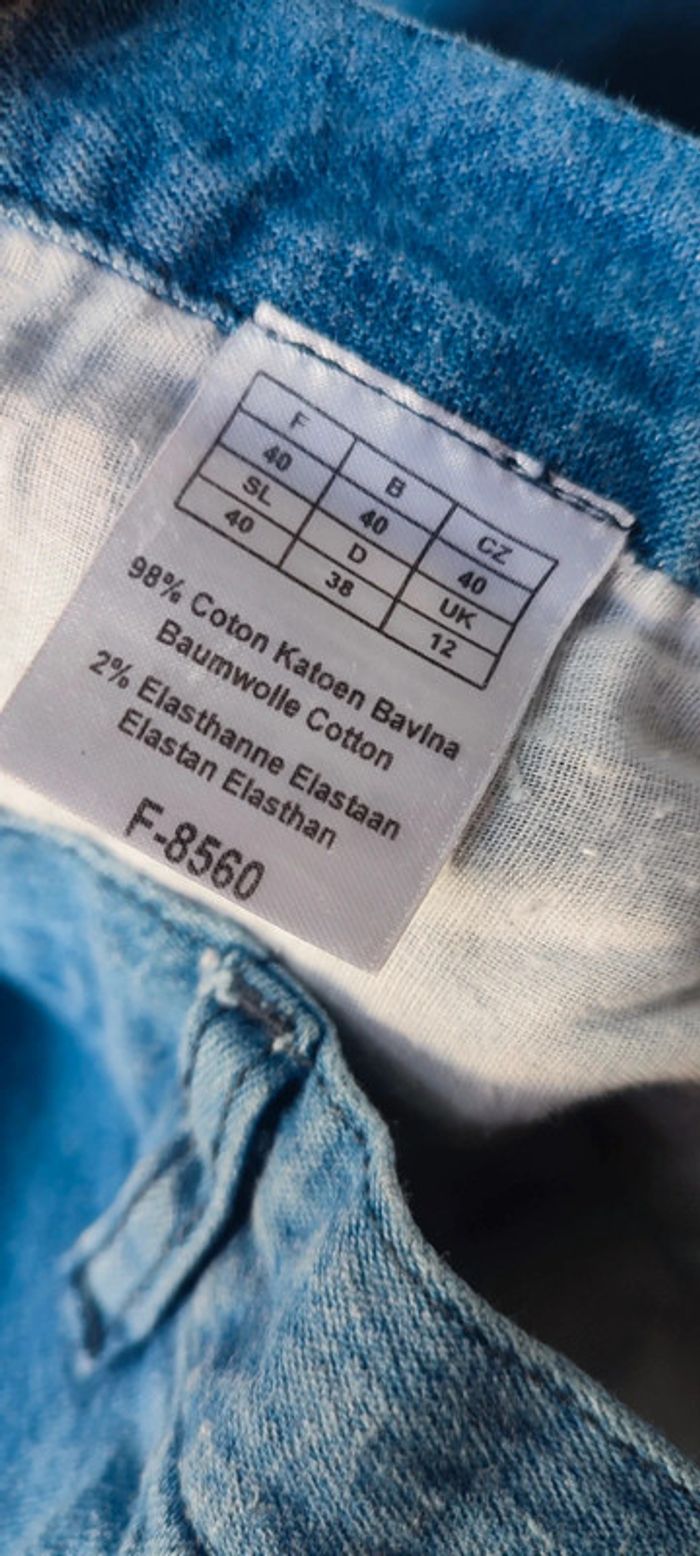 F B CZ
40 40 40
SL D UK
40 38 12
98% Coton Katoen Bavlna
Baumwolle Cotton
2% Elasthanne Elastaan
Elastan Elasthan
F-8560